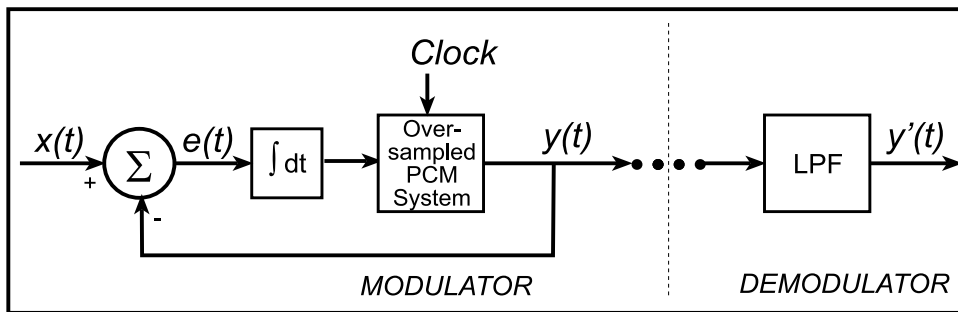 Clock
x(t)
+
Σ
-
e(t)
∫ dt
Over-
sampled
PCM
System
y(t)
LPF
y'(t)
MODULATOR
DEMODULATOR